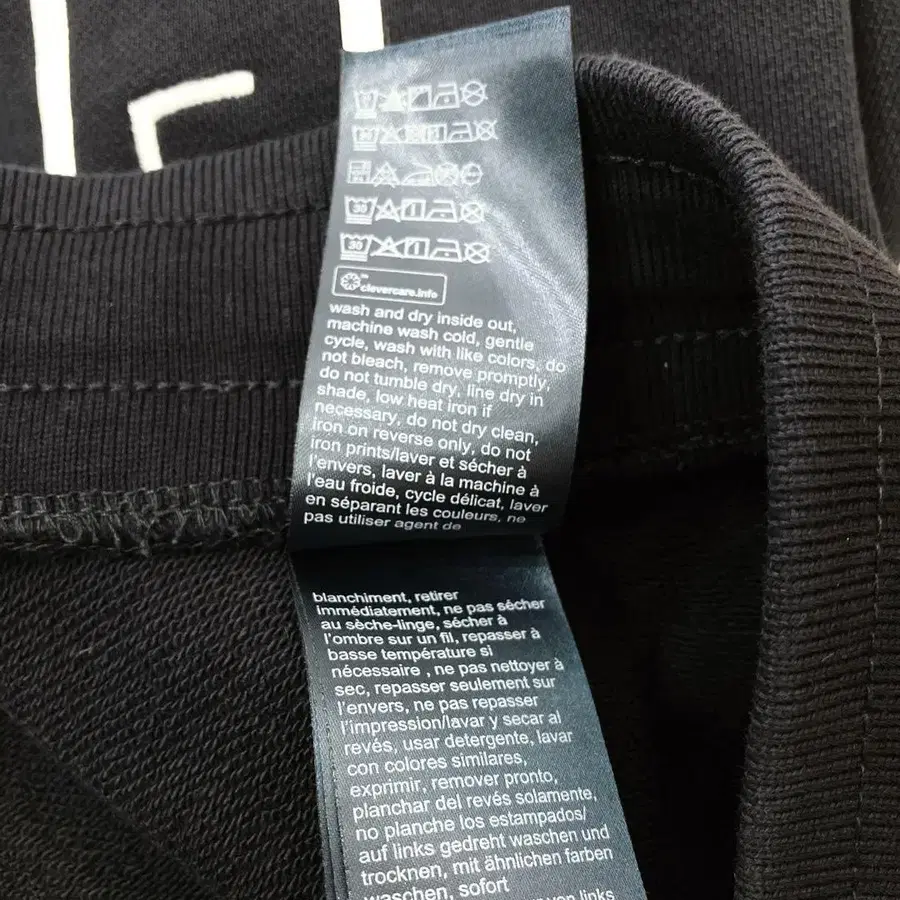 30
30
clevercare.info
wash and dry inside out,
machine wash cold, gentle
cycle, wash with like colors, do
not bleach, remove promptly,
do not tumble dry, line dry in
shade, low heat iron if
necessary, do not dry clean,
iron on reverse only, do not
iron prints/laver et sécher à
l'envers, laver à la machine à
l'eau froide, cycle délicat, laver
en séparant les couleurs, ne
pas utiliser agent de
blanchiment, retirer
immédiatement, ne pas sécher
au sèche-linge, sécher à
l'ombre sur un fil, repasser à
basse température si
nécessaire , ne pas nettoyer à
sec, repasser seulement sur
l'envers, ne pas repasser
l'impression/lavar y secar al
revés, usar detergente, lavar
con colores similares,
exprimir, remover pronto,
planchar del revés solamente,
no planche los estampados/
auf links gedreht waschen und
trocknen, mit ähnlichen farben
waschen, sofort
von links